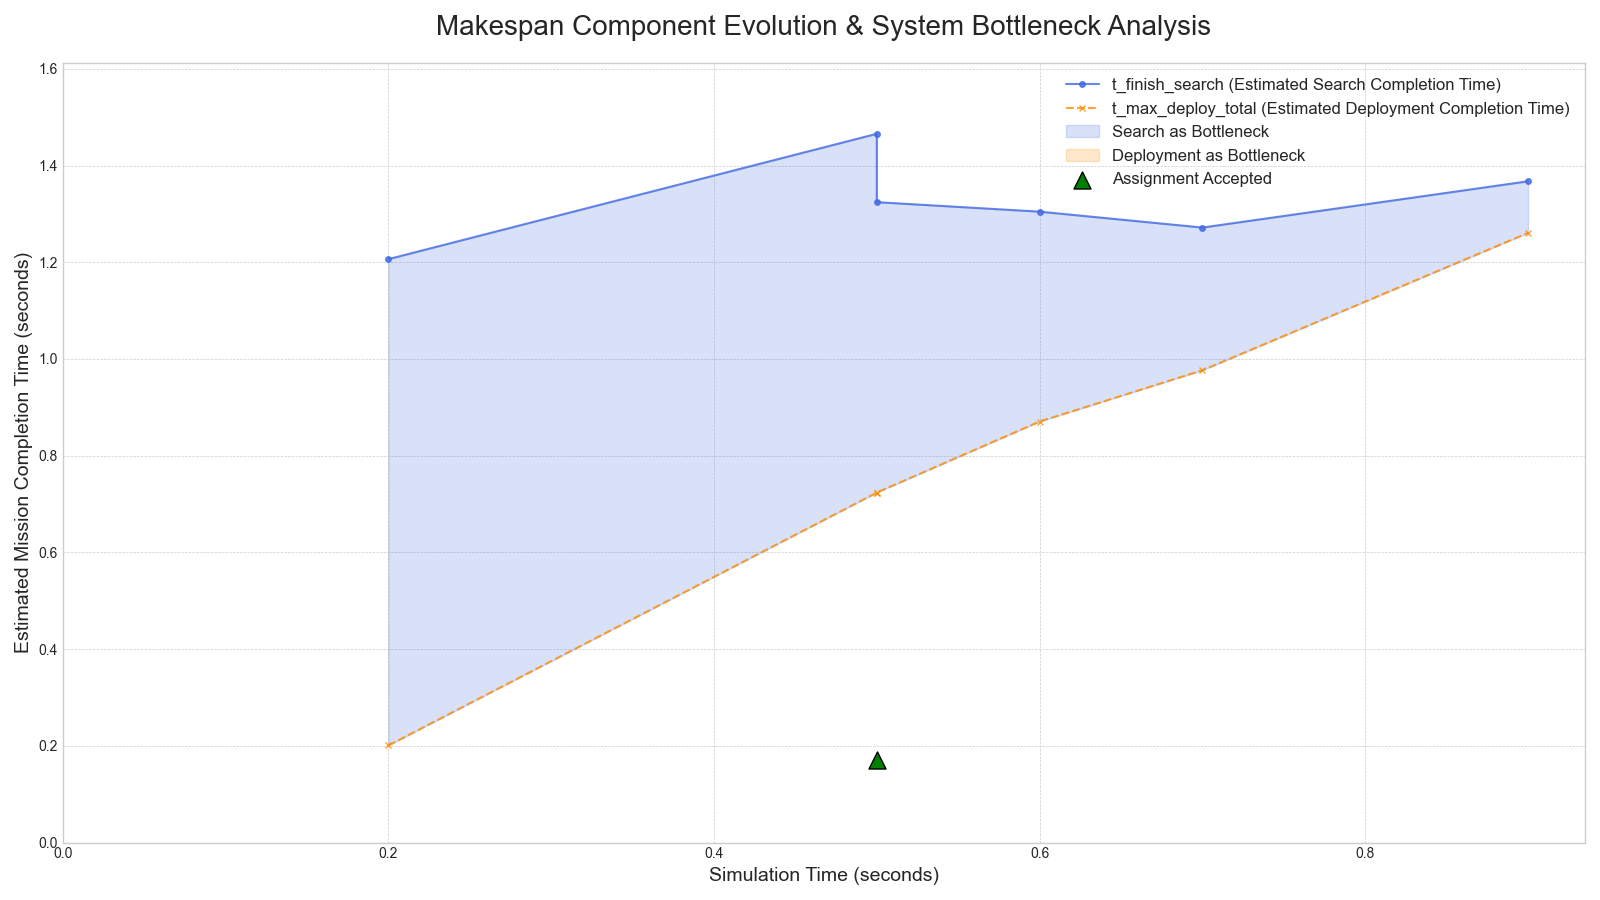 Makespan Component Evolution & System Bottleneck Analysis
t_finish_search (Estimated Search Completion Time)
t_max_deploy_total (Estimated Deployment Completion Time)
Search as Bottleneck
Deployment as Bottleneck
Assignment Accepted
Estimated Mission Completion Time (seconds)
1.6
1.4
1.2
1.0
0.8
0.6
0.4
0.2
0.0
0.0 0.2 0.4 0.6 0.8
Simulation Time (seconds)